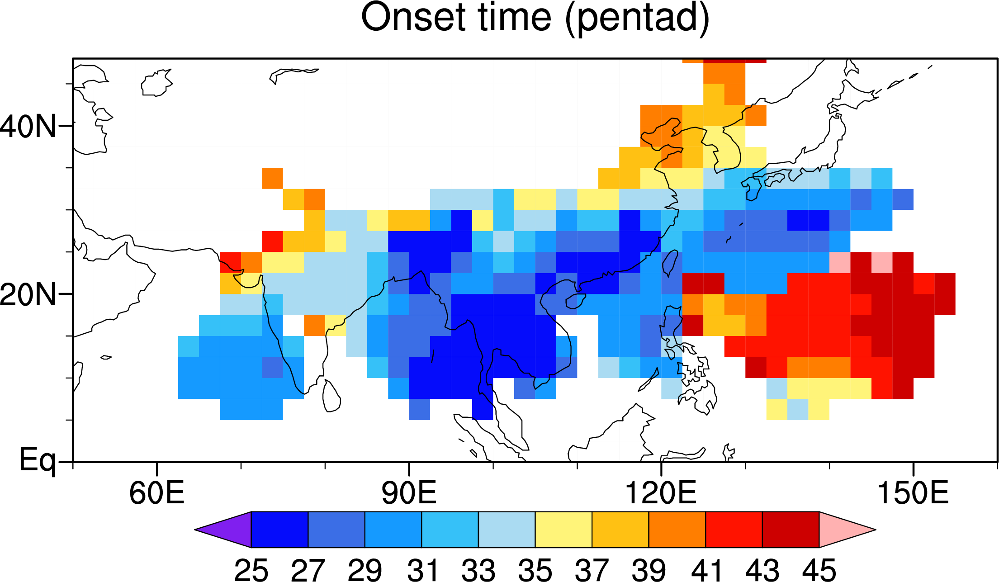 Onset time (pentad)
40N
20N
Eq
60E 90E 120E 150E
25 27 29 31 33 35 37 39 41 43 45